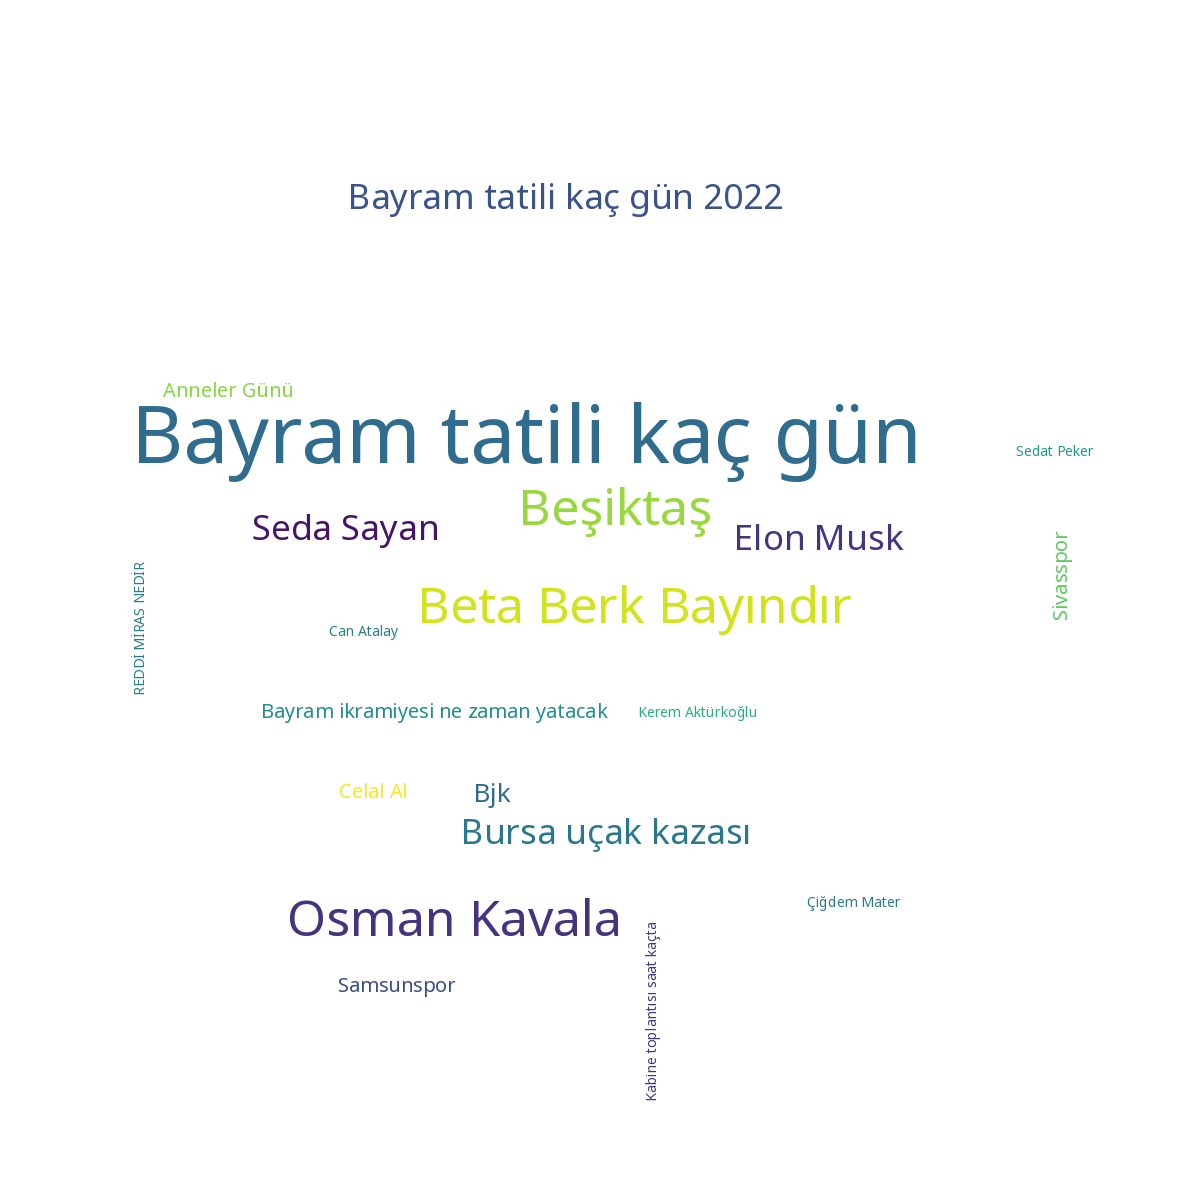 Bayram tatili kaç gün 2022
Anneler Günü
Bayram tatili kaç gün
Sedat Peker
Beşiktaş
Seda Sayan
Elon Musk
Sivasspor
REDDİ MİRAS NEDİR
Beta Berk Bayındır
Can Atalay
Bayram ikramiyesi ne zaman yatacak
Kerem Aktürkoğlu
Celal Al
Bjk
Bursa uçak kazası
Çiğdem Mater
Osman Kavala
Samsunspor
Kabine toplantısı saat kaçta